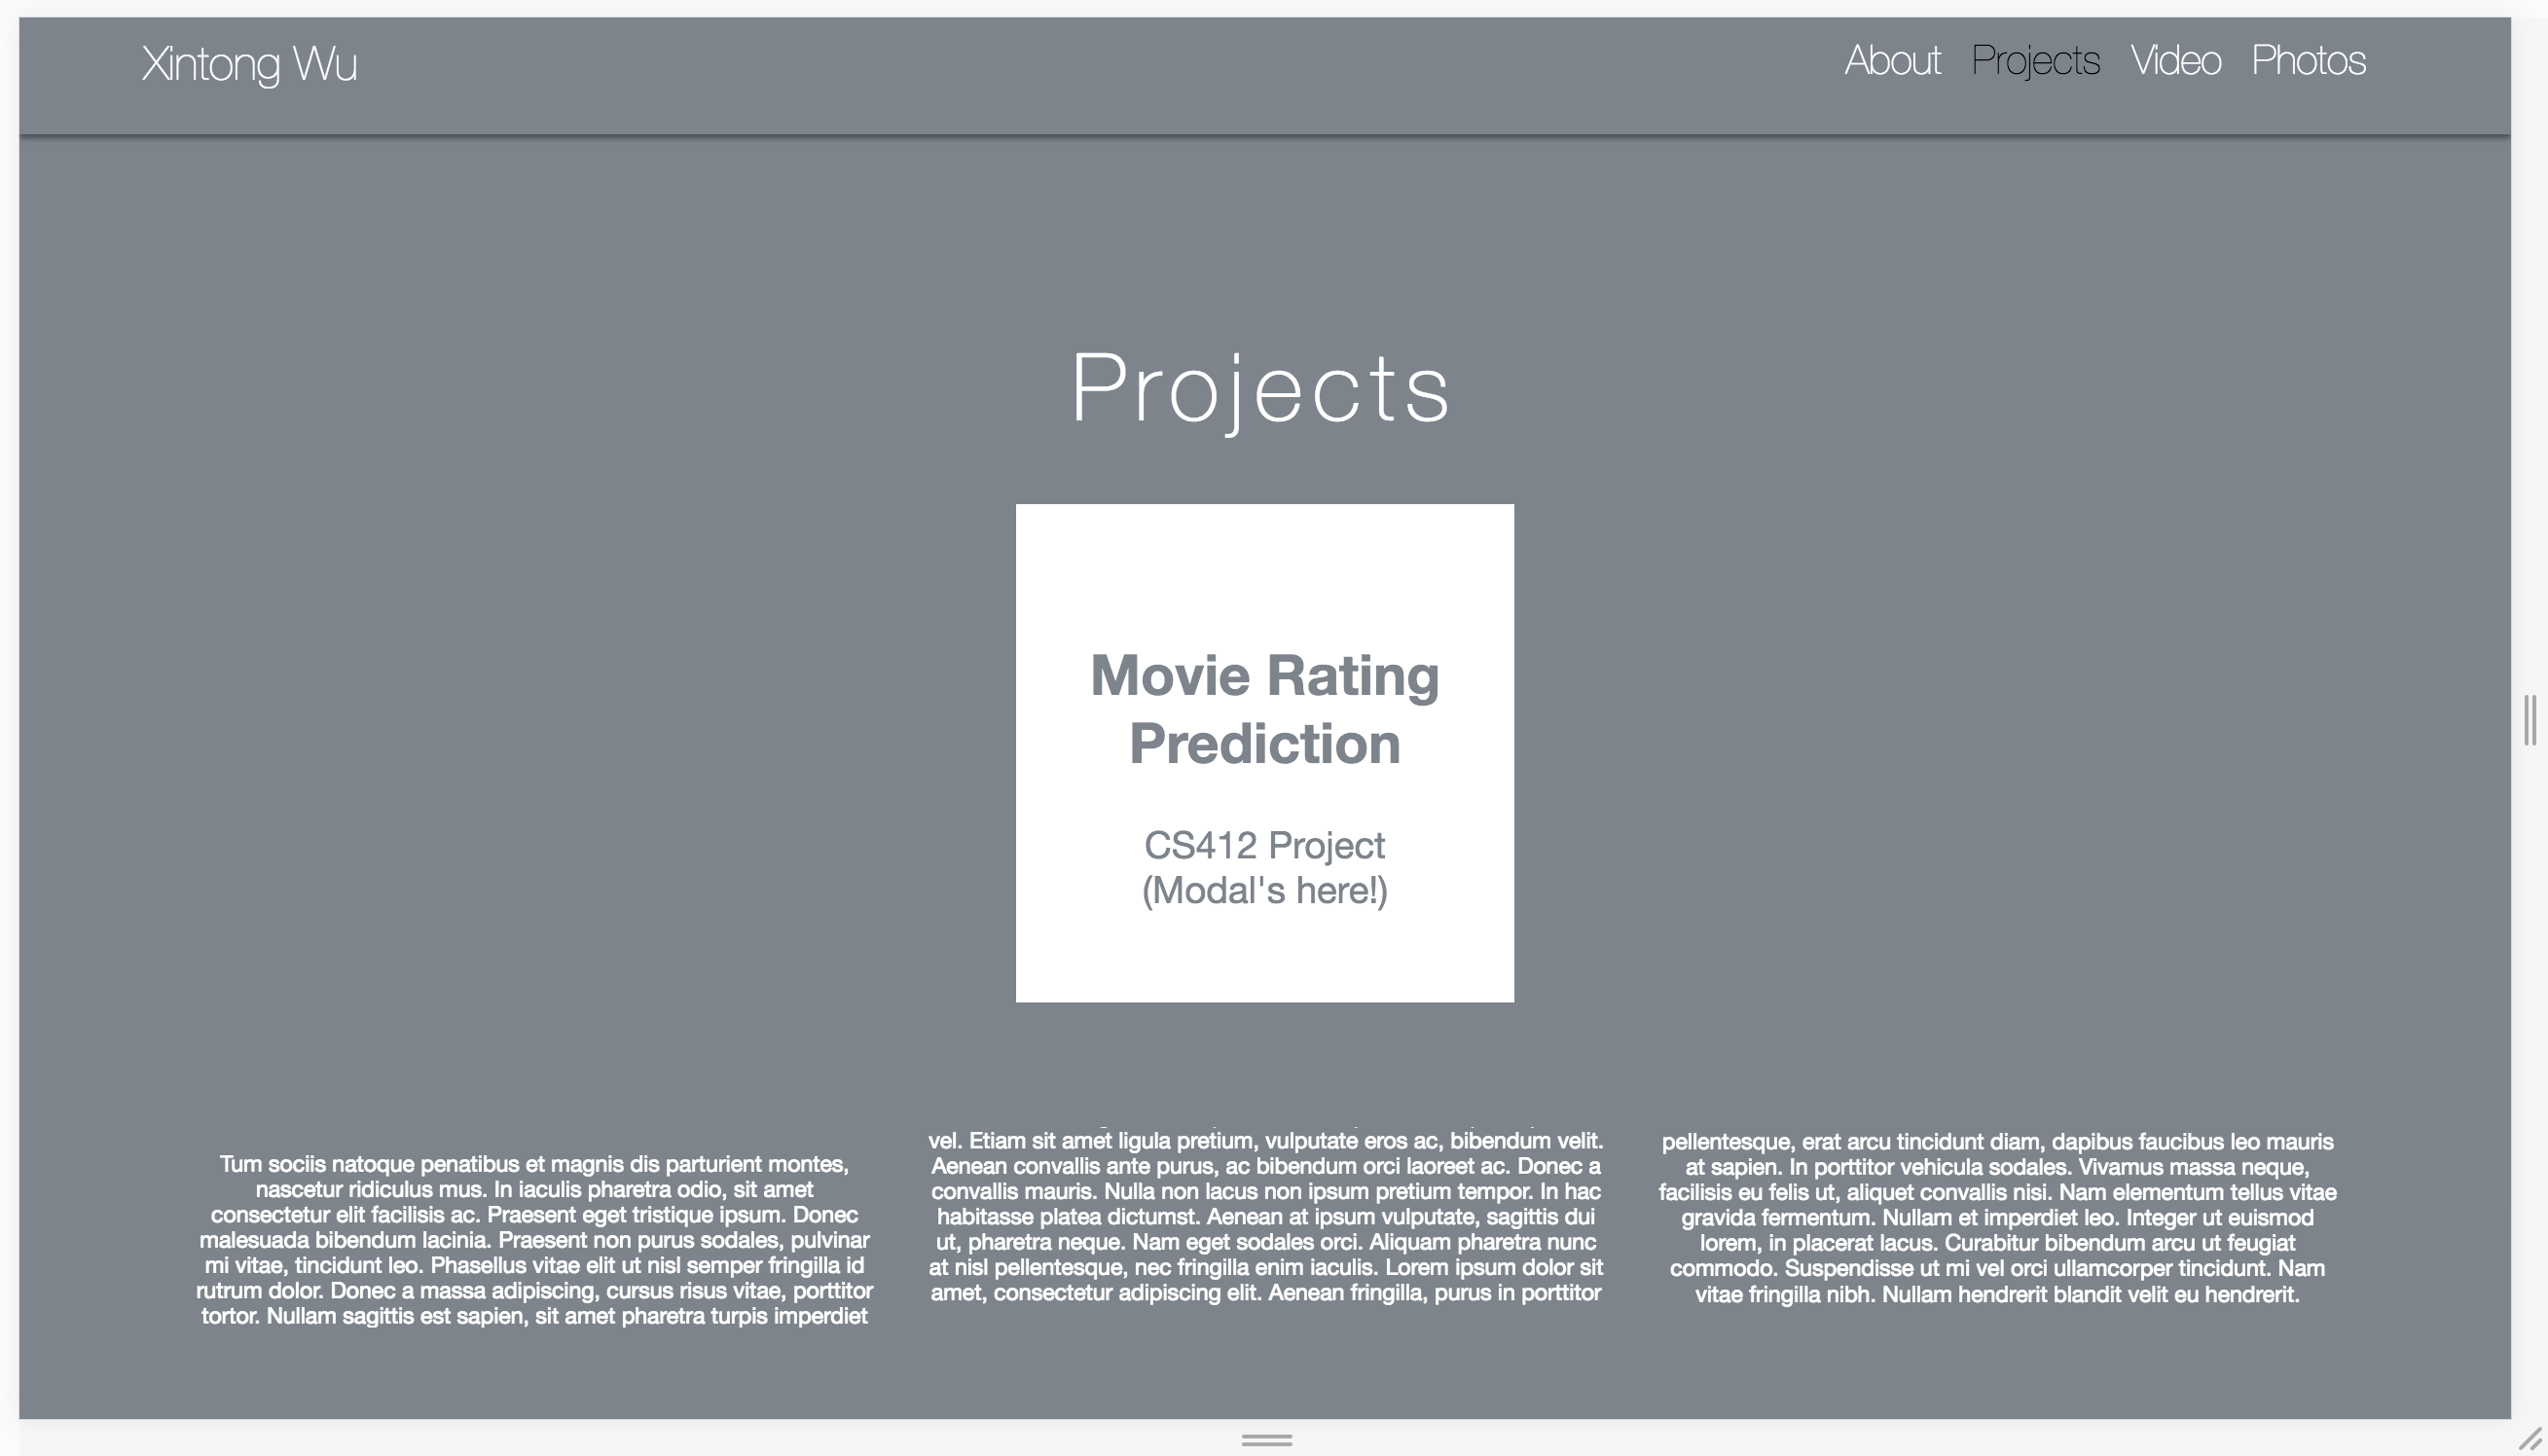 Xintong Wu
About Projects Video Photos
Projects
Movie Rating
Prediction
CS412 Project
(Modal's here!)
Tum sociis natoque penatibus et magnis dis parturient montes,
nascetur ridiculus mus. In iaculis pharetra odio, sit amet
consectetur elit facilisis ac. Praesent eget tristique ipsum. Donec
malesuada bibendum lacinia. Praesent non purus sodales, pulvinar
mi vitae, tincidunt leo. Phasellus vitae elit ut nisl semper fringilla id
rutrum dolor. Donec a massa adipiscing, cursus risus vitae, porttitor
tortor. Nullam sagittis est sapien, sit amet pharetra turpis imperdiet
vel. Etiam sit amet ligula pretium, vulputate eros ac, bibendum velit.
Aenean convallis ante purus, ac bibendum orci laoreet ac. Donec a
convallis mauris. Nulla non lacus non ipsum pretium tempor. In hac
habitasse platea dictumst. Aenean at ipsum vulputate, sagittis dui
ut, pharetra neque. Nam eget sodales orci. Aliquam pharetra nunc
at nisl pellentesque, nec fringilla enim iaculis. Lorem ipsum dolor sit
amet, consectetur adipiscing elit. Aenean fringilla, purus in porttitor
pellentesque, erat arcu tincidunt diam, dapibus faucibus leo mauris
at sapien. In porttitor vehicula sodales. Vivamus massa neque,
facilisis eu felis ut, aliquet convallis nisi. Nam elementum tellus vitae
gravida fermentum. Nullam et imperdiet leo. Integer ut euismod
lorem, in placerat lacus. Curabitur bibendum arcu ut feugiat
commodo. Suspendisse ut mi vel orci ullamcorper tincidunt. Nam
vitae fringilla nibh. Nullam hendrerit blandit velit eu hendrerit.